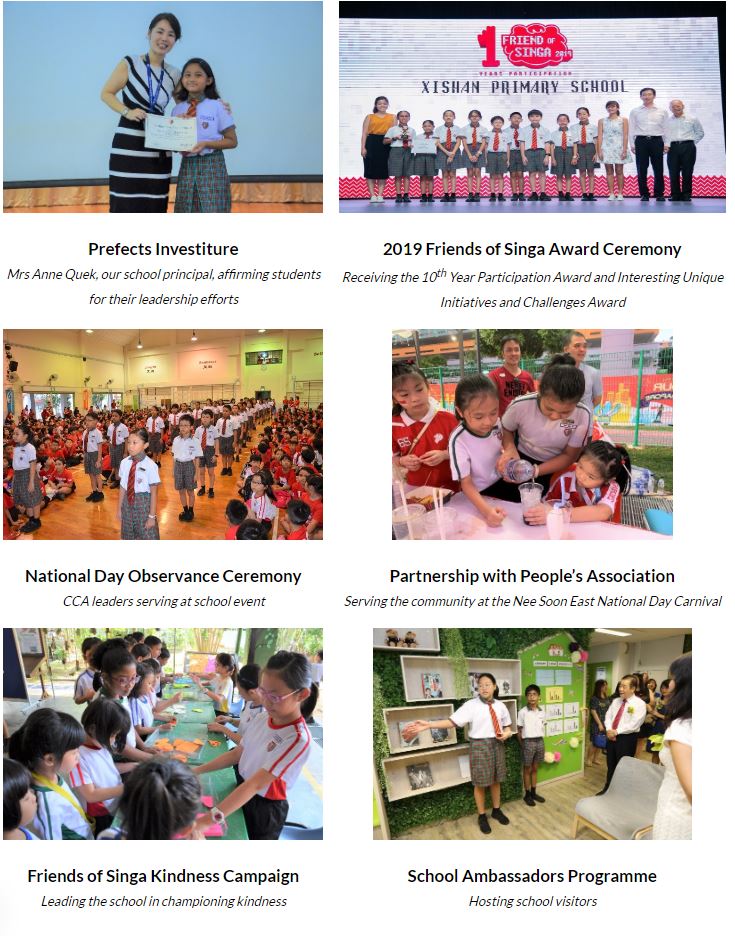 10
FRIEND OF
SINGA 2019
YEARS PARTICIPATION
XISHAN PRIMARY SCHOOL
Prefects Investiture
Mrs Anne Quek, our school principal, affirming students
for their leadership efforts
2019 Friends of Singa Award Ceremony
Receiving the 10th Year Participation Award and Interesting Unique
Initiatives and Challenges Award
National Day Observance Ceremony
CCA leaders serving at school event
Partnership with People's Association
Serving the community at the Nee Soon East National Day Carnival
Friends of Singa Kindness Campaign
Leading the school in championing kindness
School Ambassadors Programme
Hosting school visitors